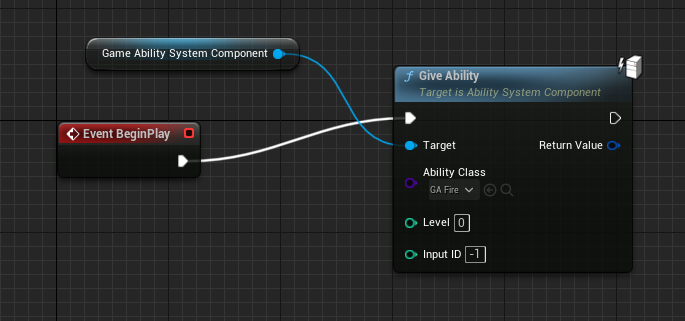 Game Ability System Component
Event BeginPlay
f Give Ability
Target is Ability System Component
Target
Return Value
Ability Class
GA Fire
Level 0
Input ID -1